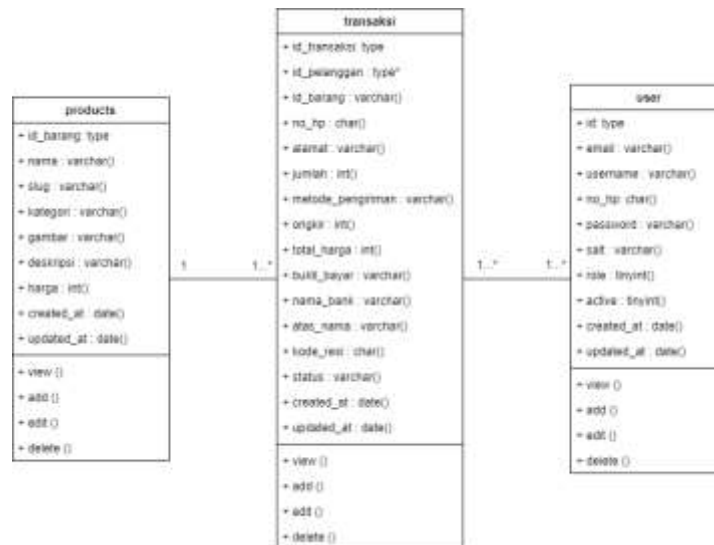 products
+ id_barang: type
+ nama : varchar()
+ slug : varchar()
+ kategori : varchar()
+ gambar : varchar()
+ deskripsi : varchar()
+ harga : int()
+ created_at : date()
+ updated_at : date()
+ view ()
+ add ()
+ edit ()
+ delete ()
1
1...*
transaksi
+ id_transaksi: type
+ id_pelanggan : type*
+ id_barang : varchar()
+ no_hp : char()
+ alamat : varchar()
+ jumlah : int()
+ metode_pengiriman : varchar()
+ ongkir : int()
+ total_harga : int()
+ bukti_bayar : varchar()
+ nama_bank : varchar()
+ atas_nama : varchar()
+ kode_resi : char()
+ status : varchar()
+ created_at : date()
+ updated_at : date()
+ view ()
+ add ()
+ edit ()
+ delete ()
1...*
1...*
user
+ id: type
+ email : varchar()
+ username : varchar()
+ no_hp: char()
+ password : varchar()
+ salt : varchar()
+ role : tinyint()
+ active : tinyint()
+ created_at : date()
+ updated_at : date()
+ view ()
+ add ()
+ edit ()
+ delete ()